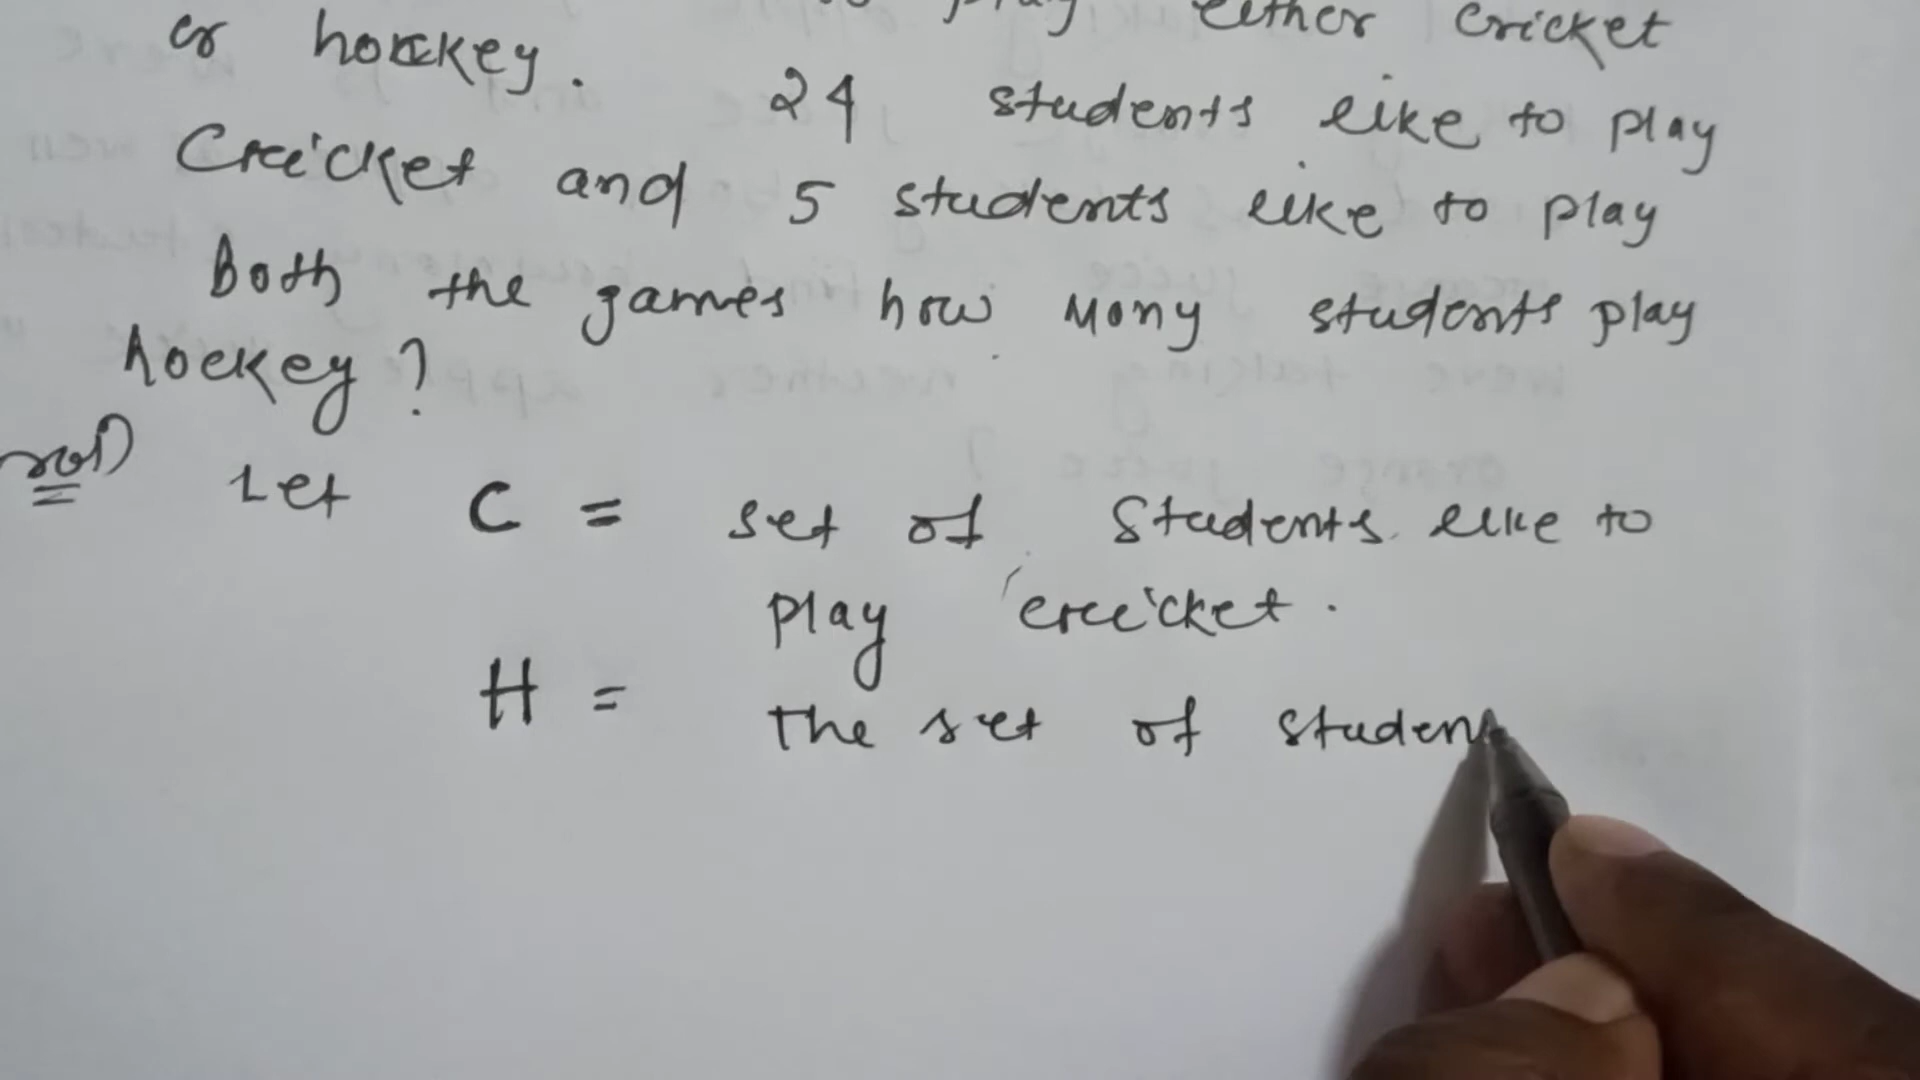 play either cricket
or hockey. 24 students like to play
Cricket and 5 students like to play
Both the games how many students play
hockey?
sol) Let C = set of Students like to
play cricket.
H = the set of studen